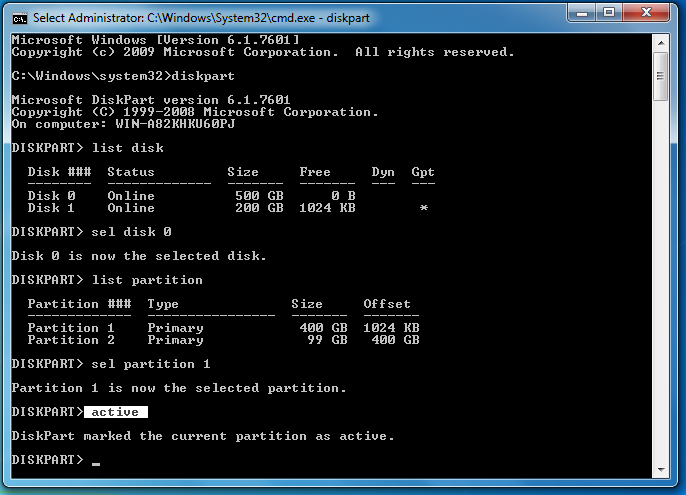 Select Administrator: C:\Windows\System32\cmd.exe - diskpart
Microsoft Windows [Version 6.1.7601]
Copyright (c) 2009 Microsoft Corporation.  All rights reserved.
C:\Windows\system32>diskpart
Microsoft DiskPart version 6.1.7601
Copyright (C) 1999-2008 Microsoft Corporation.
On computer: WIN-A82KHKU60PJ
DISKPART> list disk
  Disk ###  Status         Size     Free     Dyn  Gpt
  --------  -------------  -------  -------  ---  ---
  Disk 0    Online          500 GB      0 B
  Disk 1    Online          200 GB  1024 KB        *
DISKPART> sel disk 0
Disk 0 is now the selected disk.
DISKPART> list partition
  Partition ###  Type              Size     Offset
  -------------  ----------------  -------  -------
  Partition 1    Primary            400 GB  1024 KB
  Partition 2    Primary             99 GB   400 GB
DISKPART> sel partition 1
Partition 1 is now the selected partition.
DISKPART> active
DiskPart marked the current partition as active.
DISKPART> _